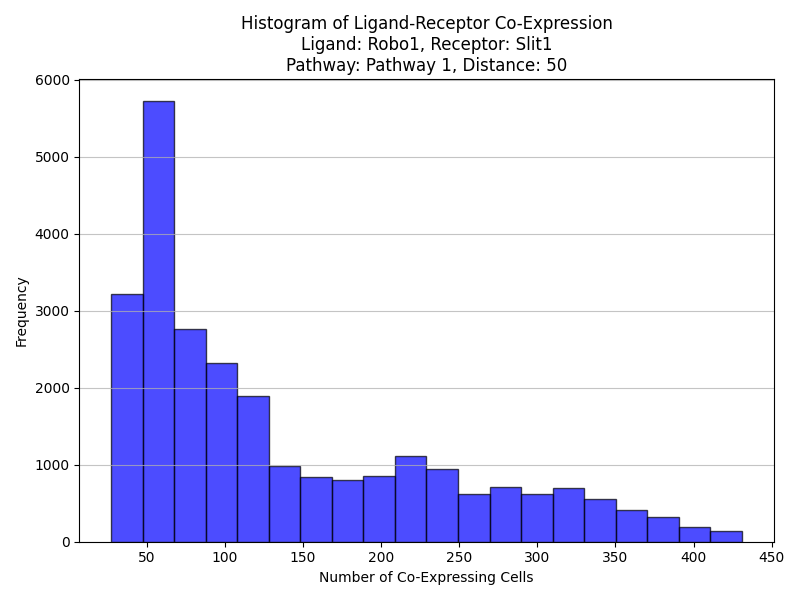 Histogram of Ligand-Receptor Co-Expression
Ligand: Robo1, Receptor: Slit1
Pathway: Pathway 1, Distance: 50
6000
5000
4000
3000
2000
1000
0
Frequency
50 100 150 200 250 300 350 400 450
Number of Co-Expressing Cells